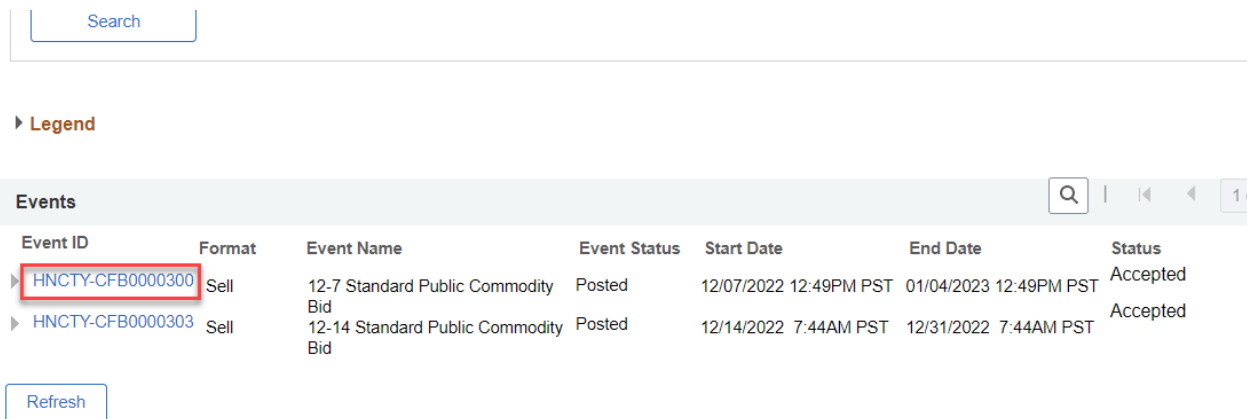 Search
Legend
Events
1
Event ID Format Event Name Event Status Start Date End Date Status
HNCTY-CFB0000300 Sell 12-7 Standard Public Commodity Bid Posted 12/07/2022 12:49PM PST 01/04/2023 12:49PM PST Accepted
HNCTY-CFB0000303 Sell 12-14 Standard Public Commodity Bid Posted 12/14/2022 7:44AM PST 12/31/2022 7:44AM PST Accepted
Refresh